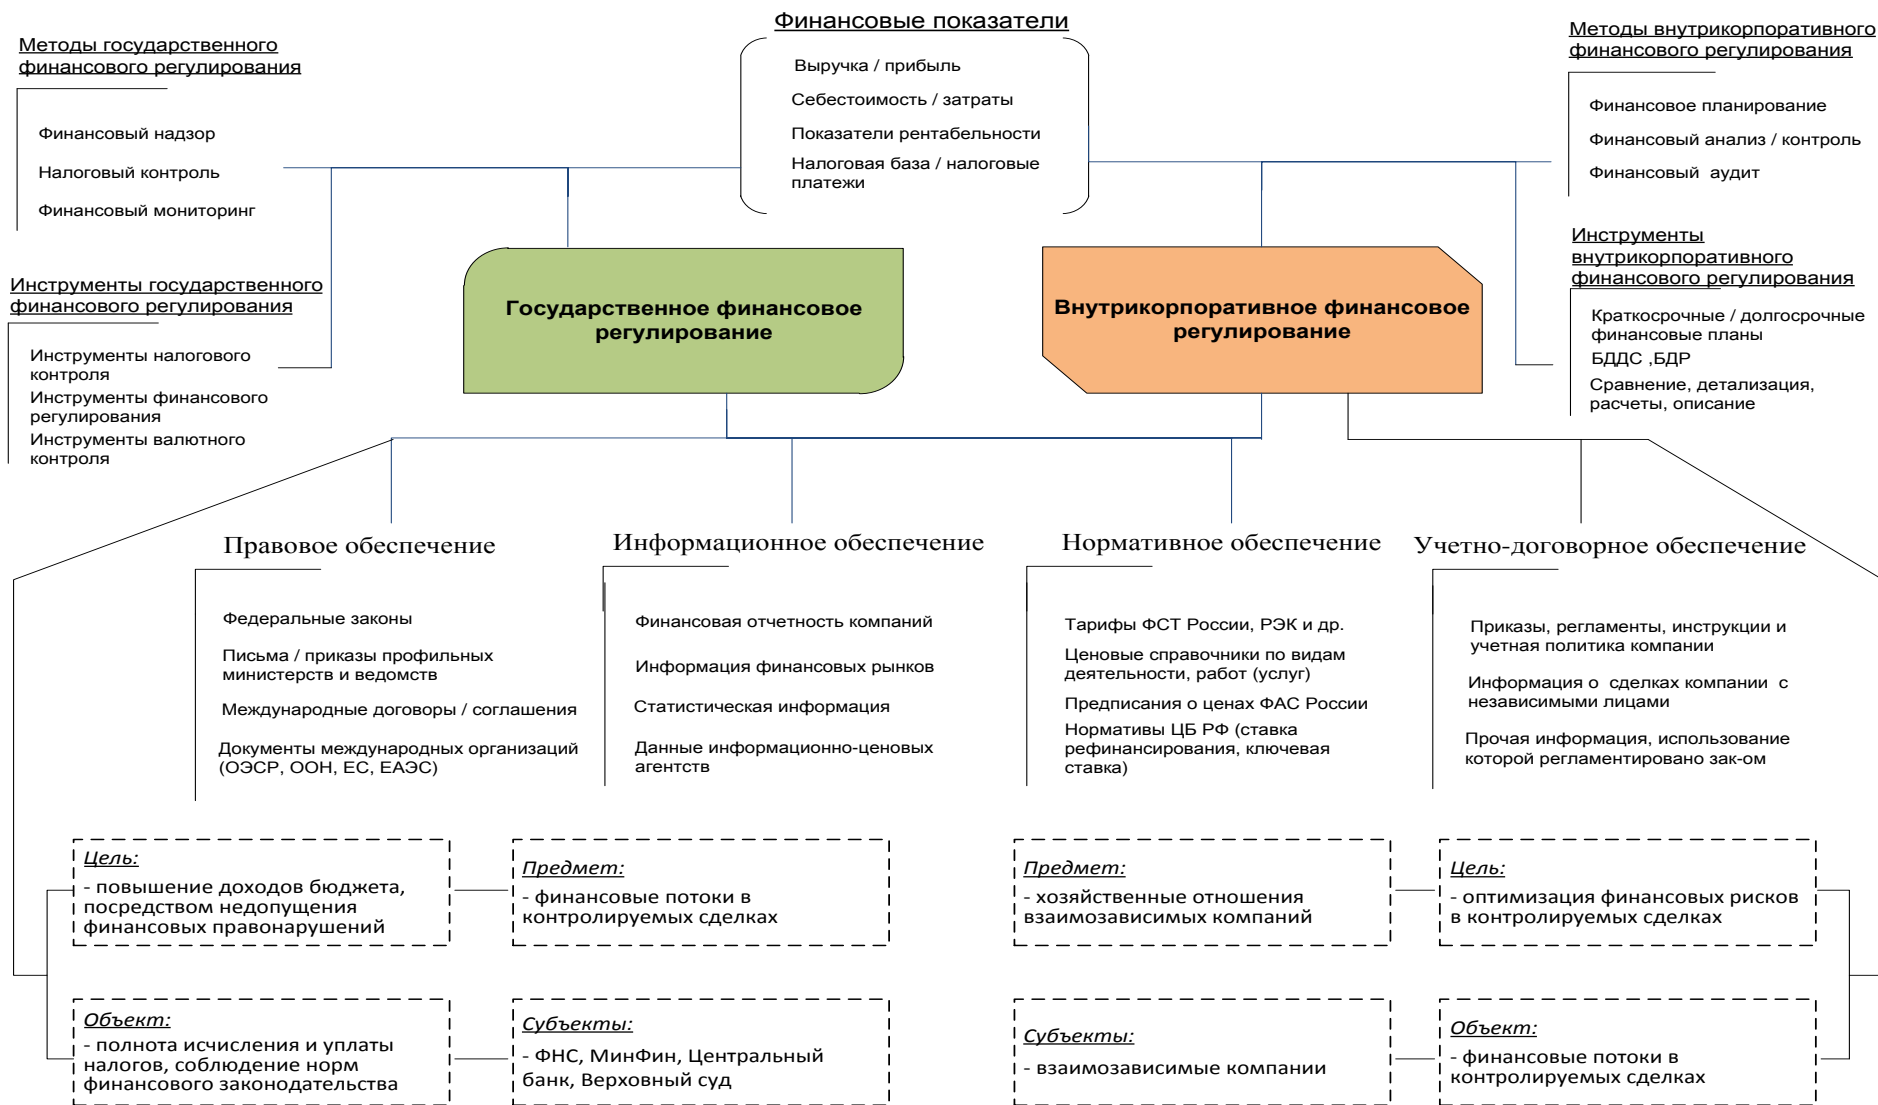 Финансовые показатели
Выручка / прибыль
Себестоимость / затраты
Показатели рентабельности
Налоговая база / налоговые
платежи
Методы государственного
финансового регулирования
Финансовый надзор
Налоговый контроль
Финансовый мониторинг
Инструменты государственного
финансового регулирования
Инструменты налогового
контроля
Инструменты финансового
регулирования
Инструменты валютного
контроля
Государственное финансовое
регулирование
Внутрикорпоративное финансовое
регулирование
Методы внутрикорпоративного
финансового регулирования
Финансовое планирование
Финансовый анализ / контроль
Финансовый  аудит
Инструменты
внутрикорпоративного
финансового регулирования
Краткосрочные / долгосрочные
финансовые планы
БДДС ,БДР
Сравнение, детализация,
расчеты, описание
Правовое обеспечение
Федеральные законы
Письма / приказы профильных
министерств и ведомств
Международные договоры / соглашения
Документы международных организаций
(ОЭСР, ООН, ЕС, ЕАЭС)
Информационное обеспечение
Финансовая отчетность компаний
Информация финансовых рынков
Статистическая информация
Данные информационно-ценовых
агентств
Нормативное обеспечение
Тарифы ФСТ России, РЭК и др.
Ценовые справочники по видам
деятельности, работ (услуг)
Предписания о ценах ФАС России
Нормативы ЦБ РФ (ставка
рефинансирования, ключевая
ставка)
Учетно-договорное обеспечение
Приказы, регламенты, инструкции и
учетная политика компании
Информация о  сделках компании  с
независимыми лицами
Прочая информация, использование
которой регламентировано зак-ом
Цель:
- повышение доходов бюджета,
посредством недопущения
финансовых правонарушений
Предмет:
- финансовые потоки в
контролируемых сделках
Предмет:
- хозяйственные отношения
взаимозависимых компаний
Цель:
- оптимизация финансовых рисков
в контролируемых сделках
Объект:
- полнота исчисления и уплаты
налогов, соблюдение норм
финансового законодательства
Субъекты:
- ФНС, МинФин, Центральный
банк, Верховный суд
Субъекты:
- взаимозависимые компании
Объект:
- финансовые потоки в
контролируемых сделках